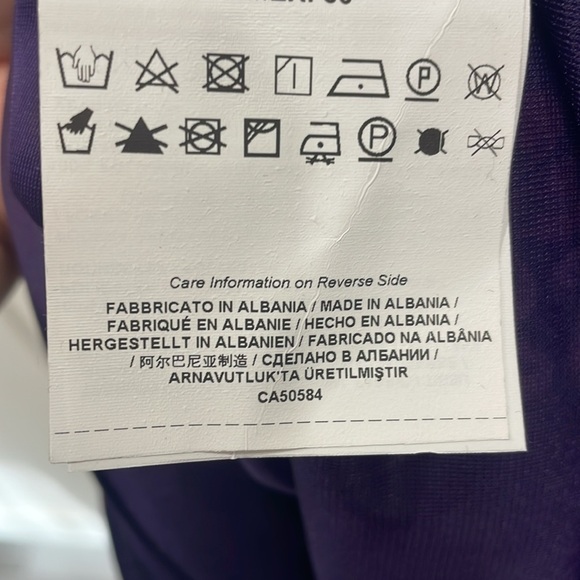 Care Information on Reverse Side
FABBRICATO IN ALBANIA / MADE IN ALBANIA /
FABRIQUÉ EN ALBANIE / HECHO EN ALBANIA /
HERGESTELLT IN ALBANIEN / FABRICADO NA ALBÂNIA
/ 阿尔巴尼亚制造 / СДЕЛАНО В АЛБАНИИ /
ARNAVUTLUK'TA ÜRETILMIŞTIR
CA50584